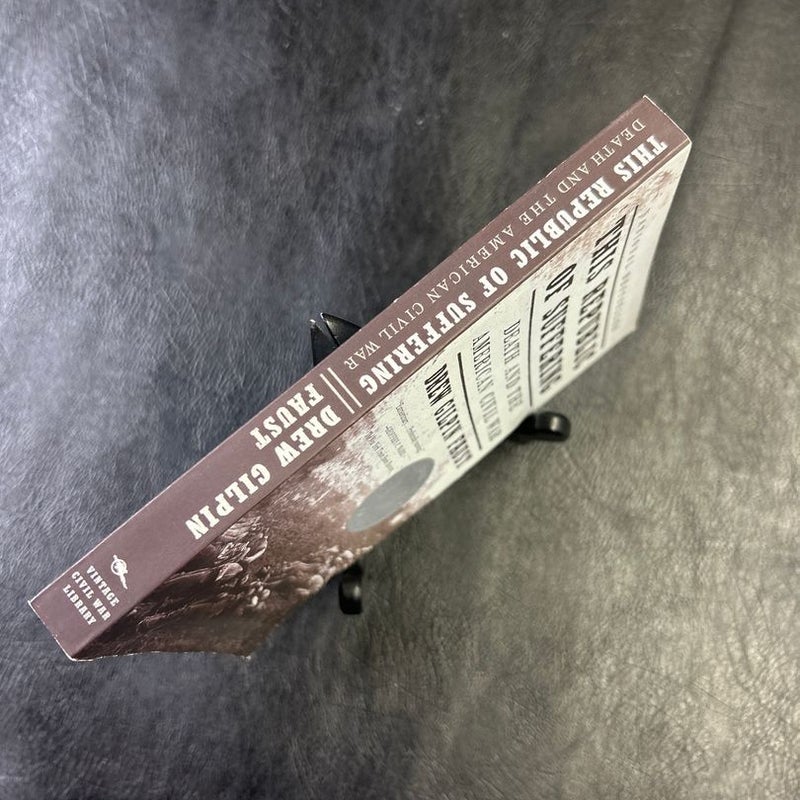 THIS REPUBLIC OF SUFFERING
DEATH AND THE AMERICAN CIVIL WAR
DREW GILPIN
FAUST
VINTAGE
CIVIL WAR
LIBRARY
THIS REPUBLIC
OF SUFFERING
DEATH AND THE
AMERICAN CIVIL WAR
DREW GILPIN FAUST